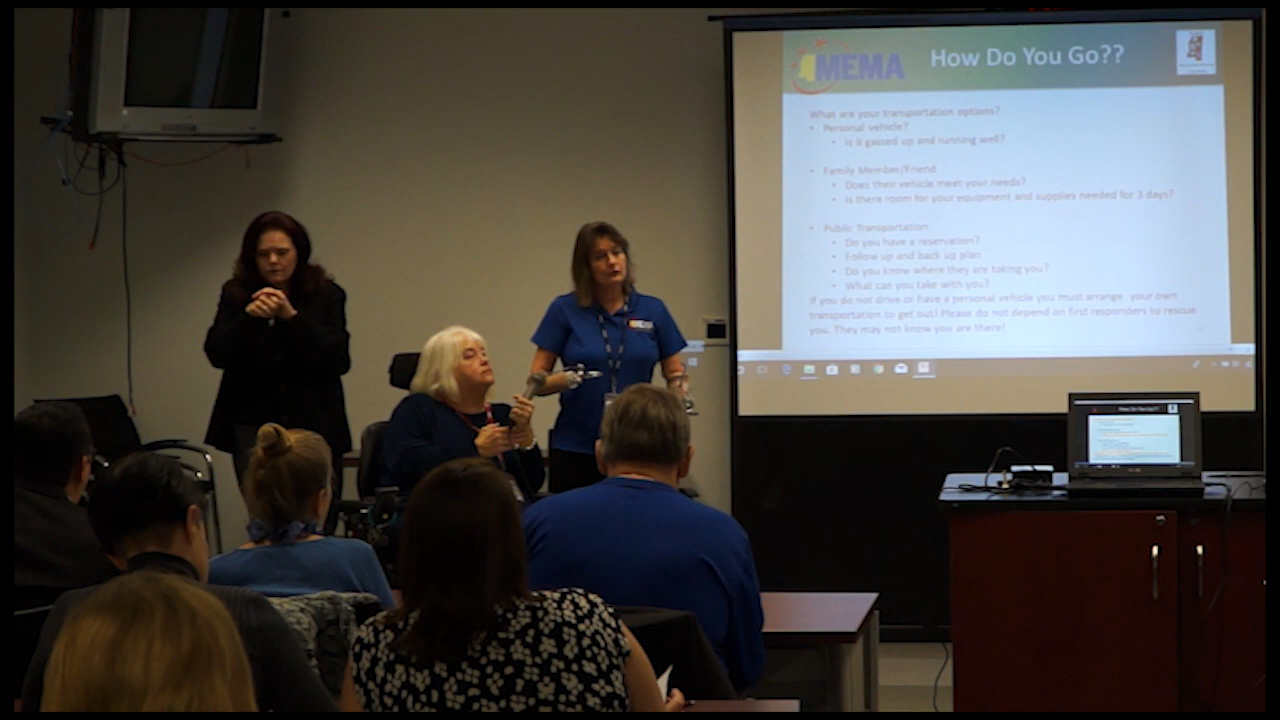 MEMA
How Do You Go??
What are your transportation options?
• Personal vehicle?
• Is it gassed up and running well?
• Family Member/Friend
• Does their vehicle meet your needs?
• Is there room for your equipment and supplies needed for 3 days?
• Public Transportation
• Do you have a reservation?
• Follow up and back up plan
• Do you know where they are taking you?
• What can you take with you?
If you do not drive or have a personal vehicle you must arrange your own
transportation to get out! Please do not depend on first responders to rescue
you. They may not know you are there!
How Do You Go??